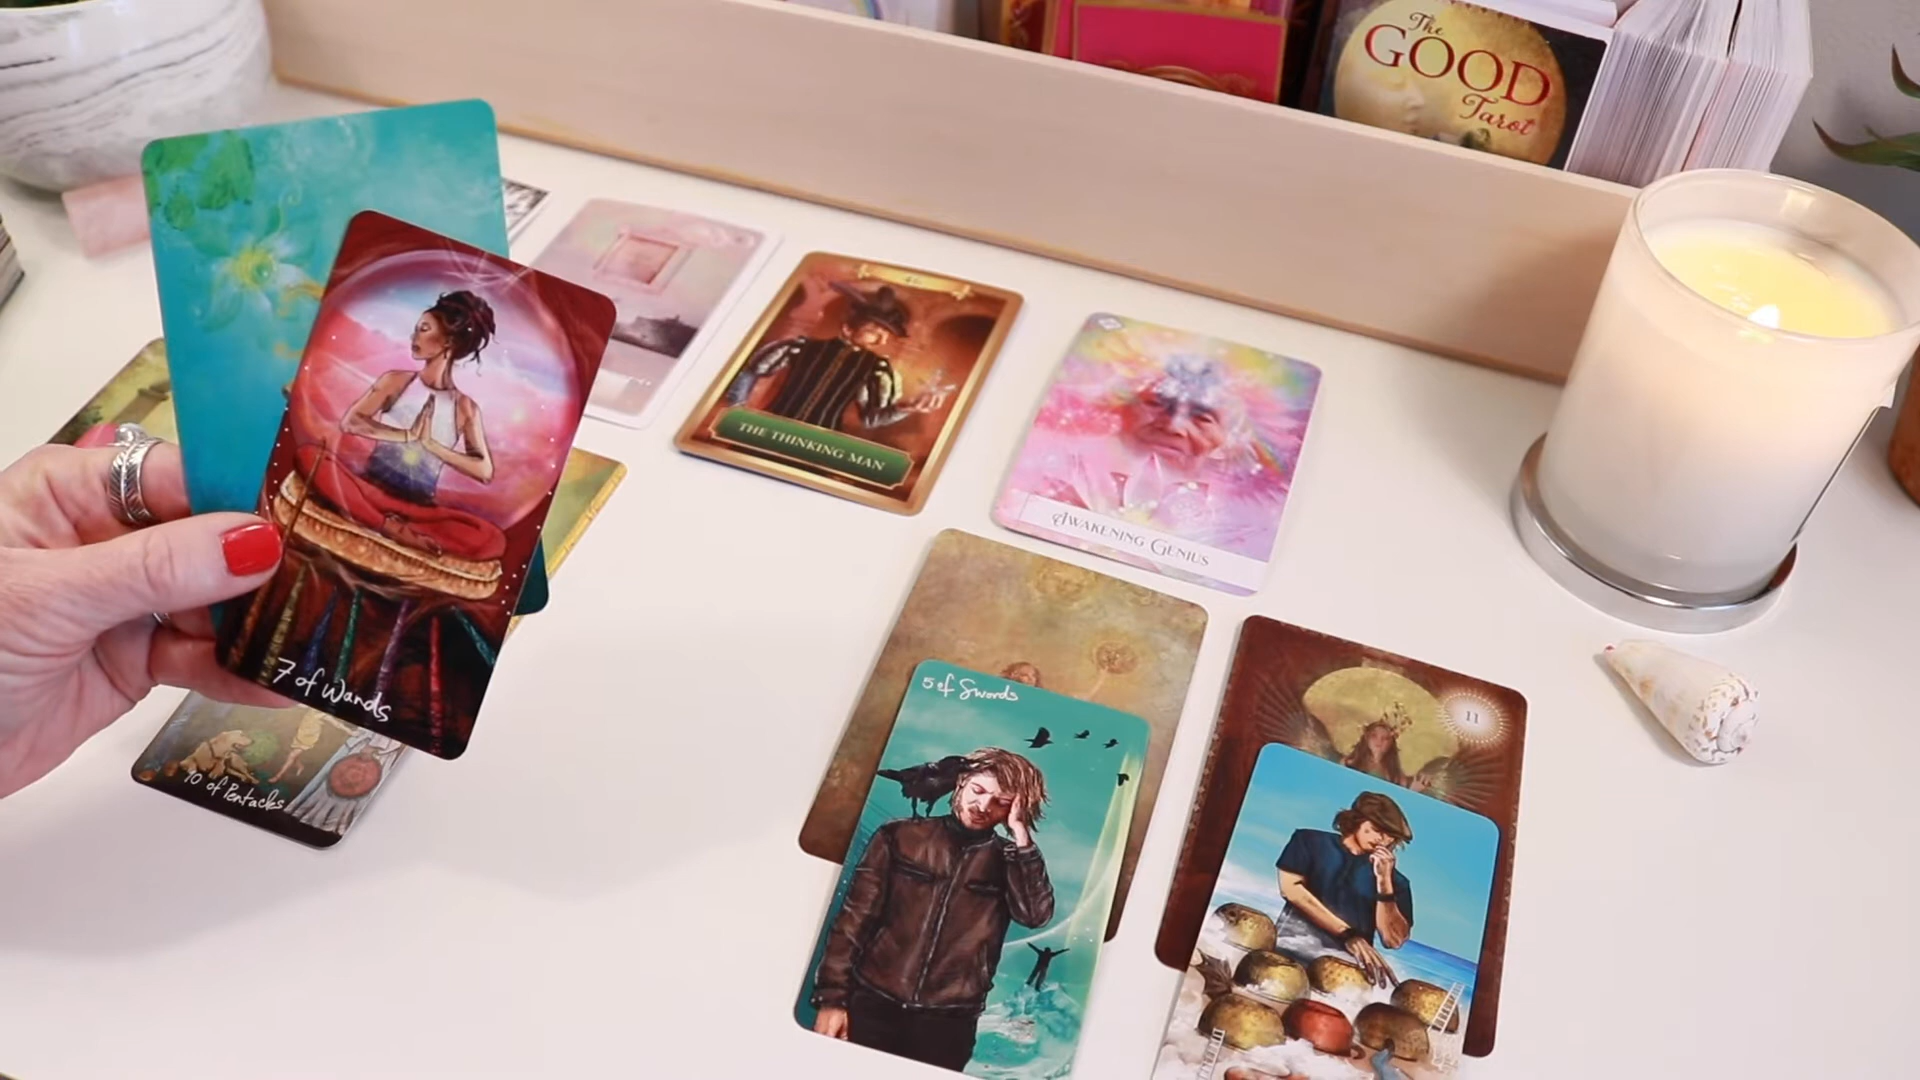 The
GOOD
Tarot
THE THINKING MAN
AWAKENING GENIUS
7 of Wands
5 of Swords
11
10 of Pentacles